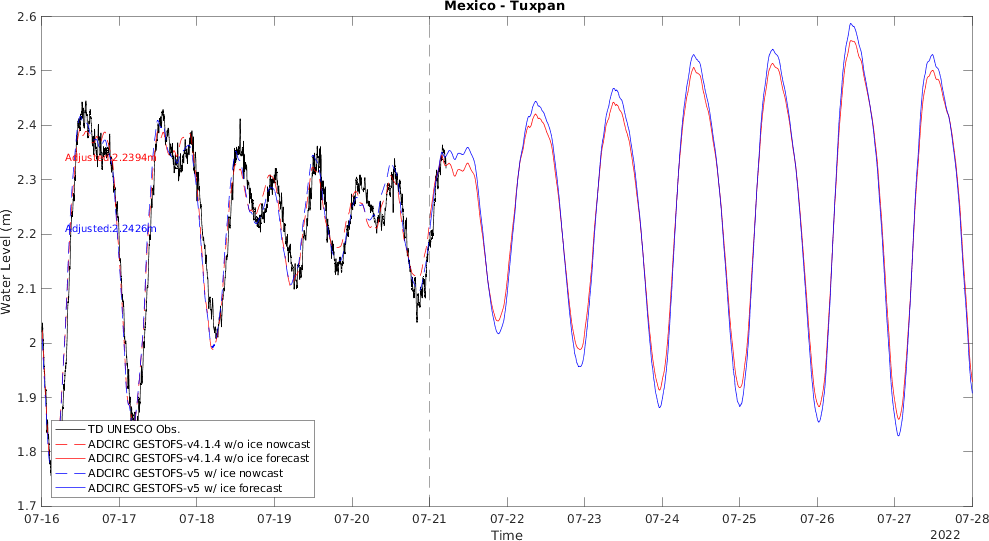 Mexico - Tuxpan
2.6
2.5
2.4
2.3
2.2
2.1
2
1.9
1.8
1.7
Water Level (m)
Adjusted:2.2394m
Adjusted:2.2426m
TD UNESCO Obs.
ADCIRC GESTOFS-v4.1.4 w/o ice nowcast
ADCIRC GESTOFS-v4.1.4 w/o ice forecast
ADCIRC GESTOFS-v5 w/ ice nowcast
ADCIRC GESTOFS-v5 w/ ice forecast
07-16 07-17 07-18 07-19 07-20 07-21 07-22 07-23 07-24 07-25 07-26 07-27 07-28
Time
2022